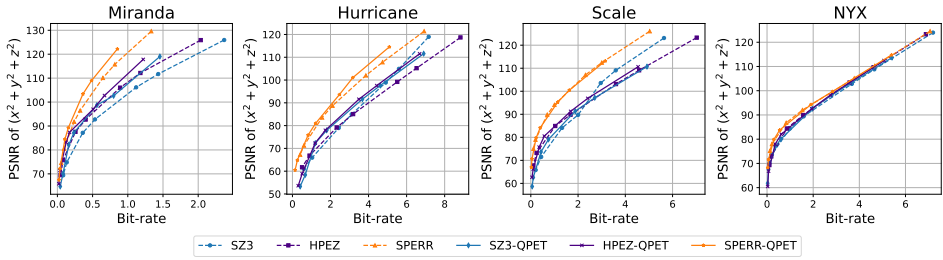 Miranda
Hurricane
Scale
NYX
PSNR of (x² + y² + z²)
130
120
110
100
90
80
70
0.0
0.5
1.0
1.5
2.0
Bit-rate
PSNR of (x² + y² + z²)
120
110
100
90
80
70
60
50
0
2
4
6
8
Bit-rate
PSNR of (x² + y² + z²)
120
110
100
90
80
70
60
0
2
4
6
Bit-rate
PSNR of (x² + y² + z²)
120
110
100
90
80
70
60
0
2
4
6
Bit-rate
SZ3
HPEZ
SPERR
SZ3-QPET
HPEZ-QPET
SPERR-QPET